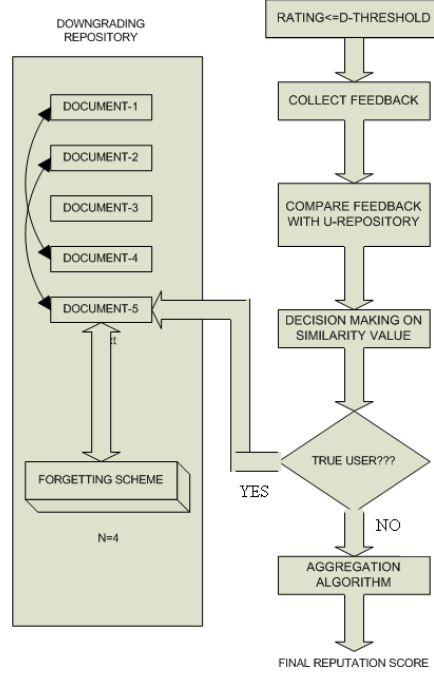 DOWNGRADING
REPOSITORY
DOCUMENT-1
DOCUMENT-2
DOCUMENT-3
DOCUMENT-4
DOCUMENT-5
FORGETTING SCHEME
N=4
RATING<=D-THRESHOLD
COLLECT FEEDBACK
COMPARE FEEDBACK
WITH U-REPOSITORY
DECISION MAKING ON
SIMILARITY VALUE
TRUE USER???
YES
NO
AGGREGATION
ALGORITHM
FINAL REPUTATION SCORE